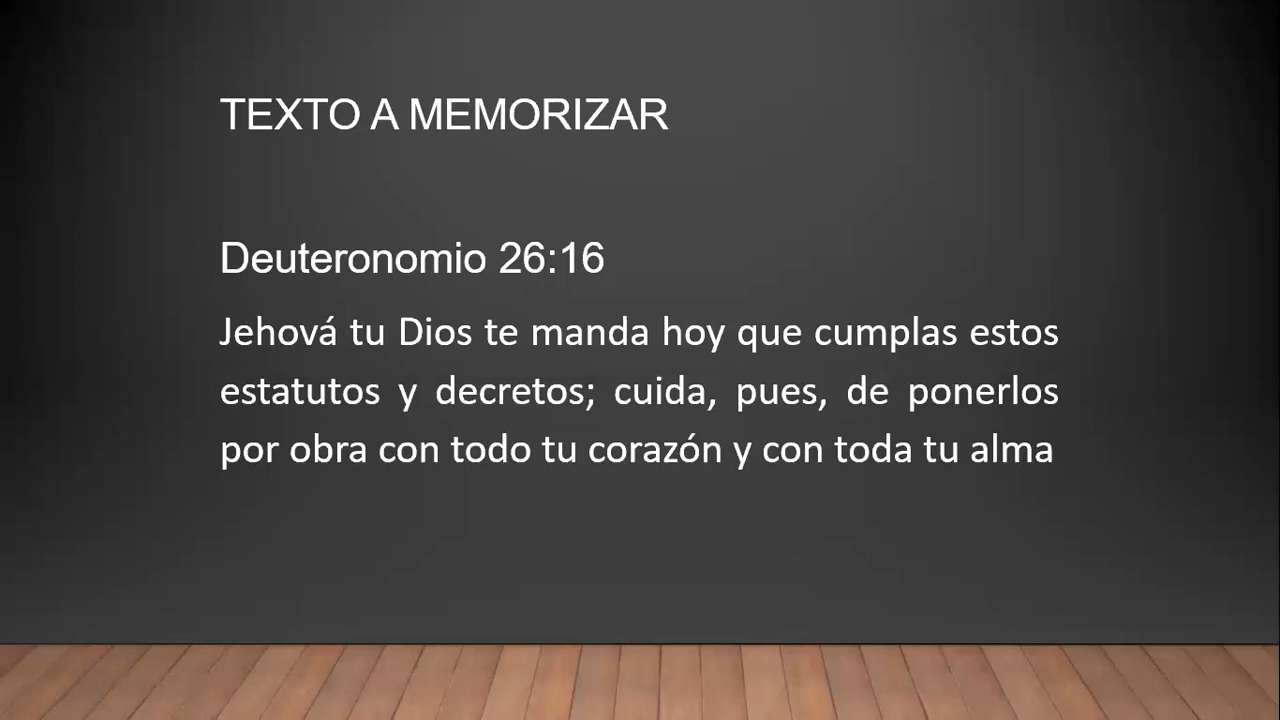 TEXTO A MEMORIZAR
Deuteronomio 26:16
Jehová tu Dios te manda hoy que cumplas estos
estatutos y decretos; cuida, pues, de ponerlos
por obra con todo tu corazón y con toda tu alma